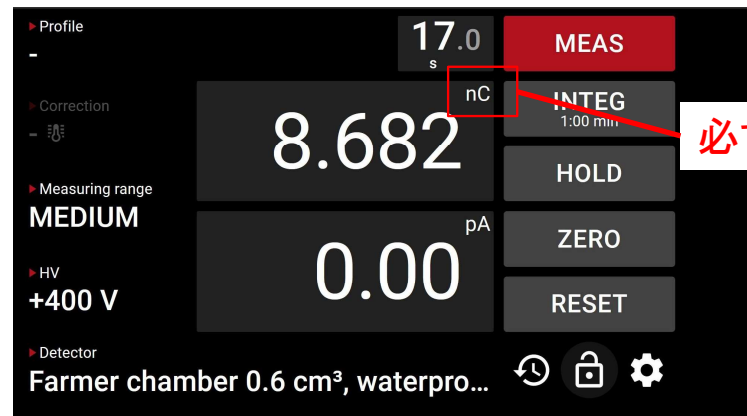 Profile
-
17.0
s
MEAS
Correction
-
nC
8.682
INTEG
1:00 min
必
HOLD
Measuring range
MEDIUM
pA
0.00
ZERO
HV
+400 V
RESET
Detector
Farmer chamber 0.6 cm³, waterpro...